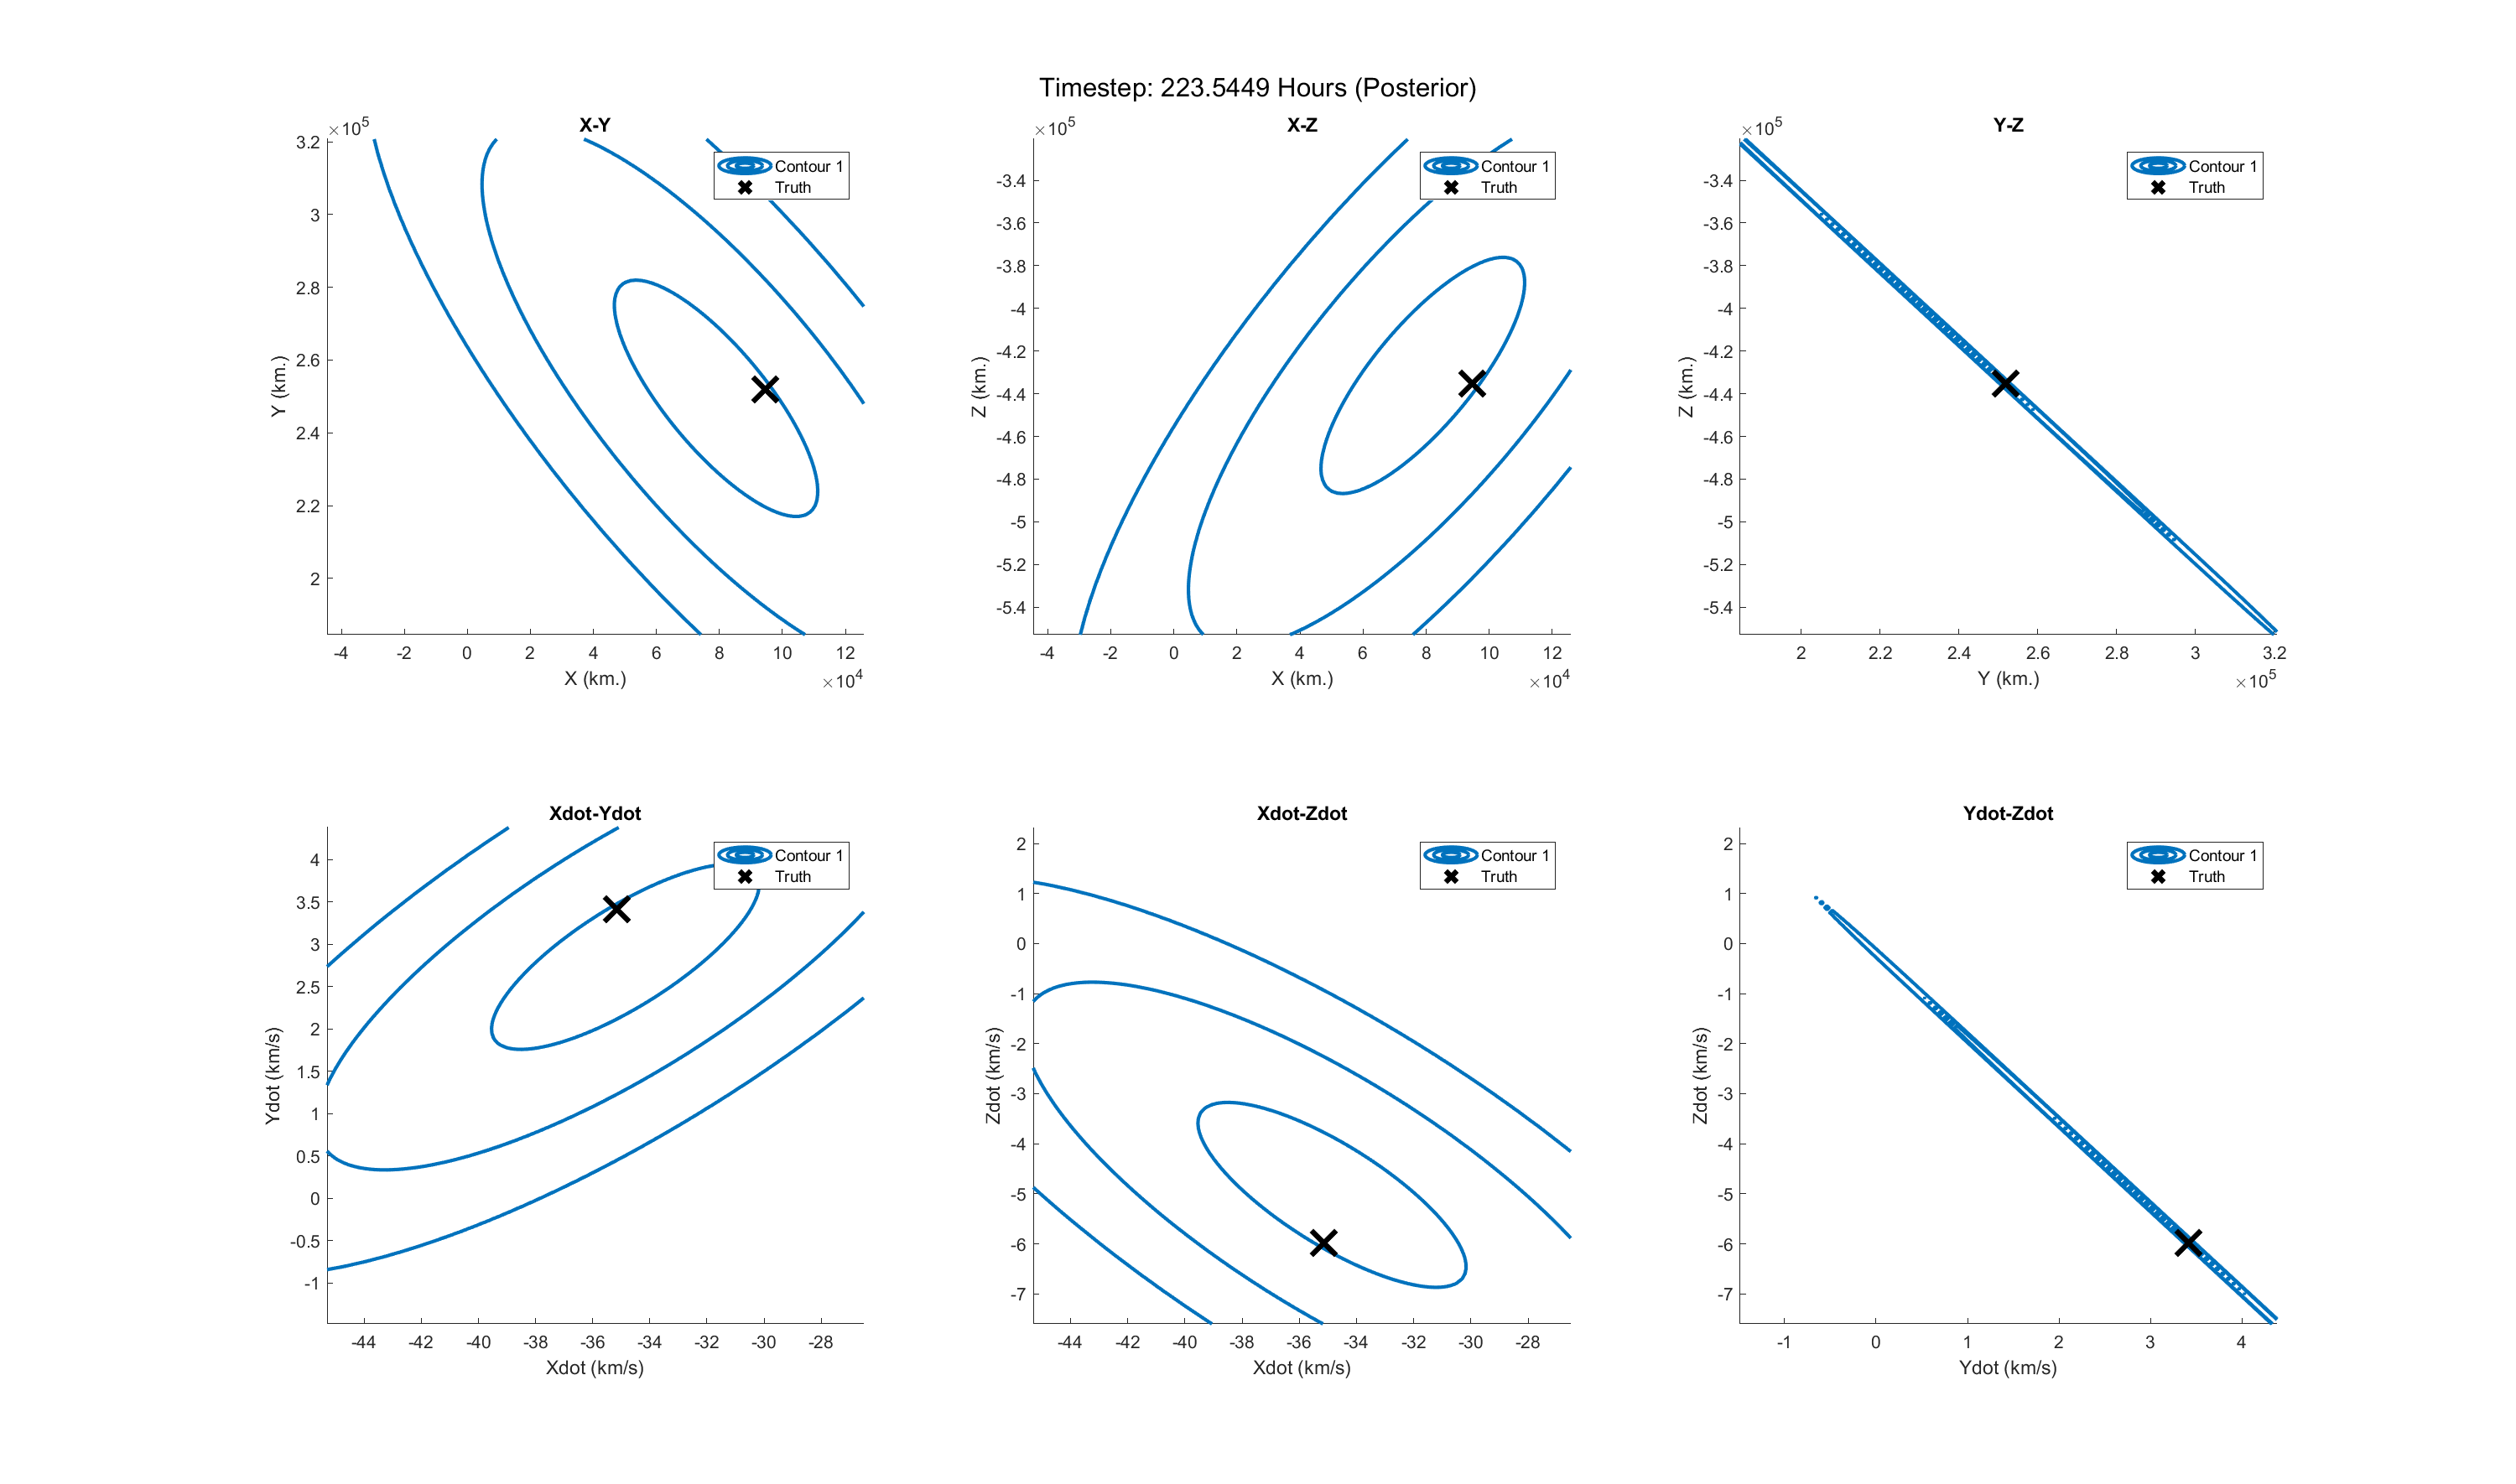 Timestep: 223.5449 Hours (Posterior)
X-Y
×10^5
3.2
3
2.8
2.6
2.4
2.2
2
Y (km.)
-4 -2 0 2 4 6 8 10 12
X (km.)
×10^4
Contour 1
Truth
X-Z
×10^5
-3.4
-3.6
-3.8
-4
-4.2
-4.4
-4.6
-4.8
-5
-5.2
-5.4
Z (km.)
-4 -2 0 2 4 6 8 10 12
X (km.)
×10^4
Contour 1
Truth
Y-Z
×10^5
-3.4
-3.6
-3.8
-4
-4.2
-4.4
-4.6
-4.8
-5
-5.2
-5.4
Z (km.)
2 2.2 2.4 2.6 2.8 3 3.2
Y (km.)
×10^5
Contour 1
Truth
Xdot-Ydot
4
3.5
3
2.5
2
1.5
1
0.5
0
-0.5
-1
Ydot (km/s)
-44 -42 -40 -38 -36 -34 -32 -30 -28
Xdot (km/s)
Contour 1
Truth
Xdot-Zdot
2
1
0
-1
-2
-3
-4
-5
-6
-7
Zdot (km/s)
-44 -42 -40 -38 -36 -34 -32 -30 -28
Xdot (km/s)
Contour 1
Truth
Ydot-Zdot
2
1
0
-1
-2
-3
-4
-5
-6
-7
Zdot (km/s)
-1 0 1 2 3 4
Ydot (km/s)
Contour 1
Truth